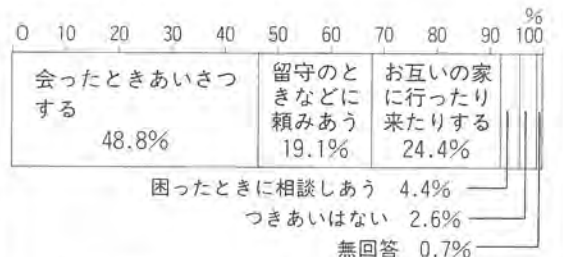 %
0 10 20 30 40 50 60 70 80 90 100
会ったときあいさつ
する
48.8%
留守のと
きなどに
頼みあう
19.1%
お互いの家
に行ったり
来たりする
24.4%
困ったときに相談しあう 4.4%
つきあいはない 2.6%
無回答 0.7%